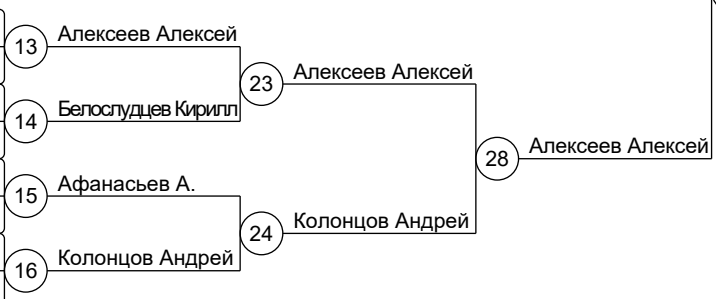 13 Алексеев Алексей
23 Алексеев Алексей
14 Белослудцев Кирилл
28 Алексеев Алексей
15 Афанасьев А.
24 Колонцов Андрей
16 Колонцов Андрей